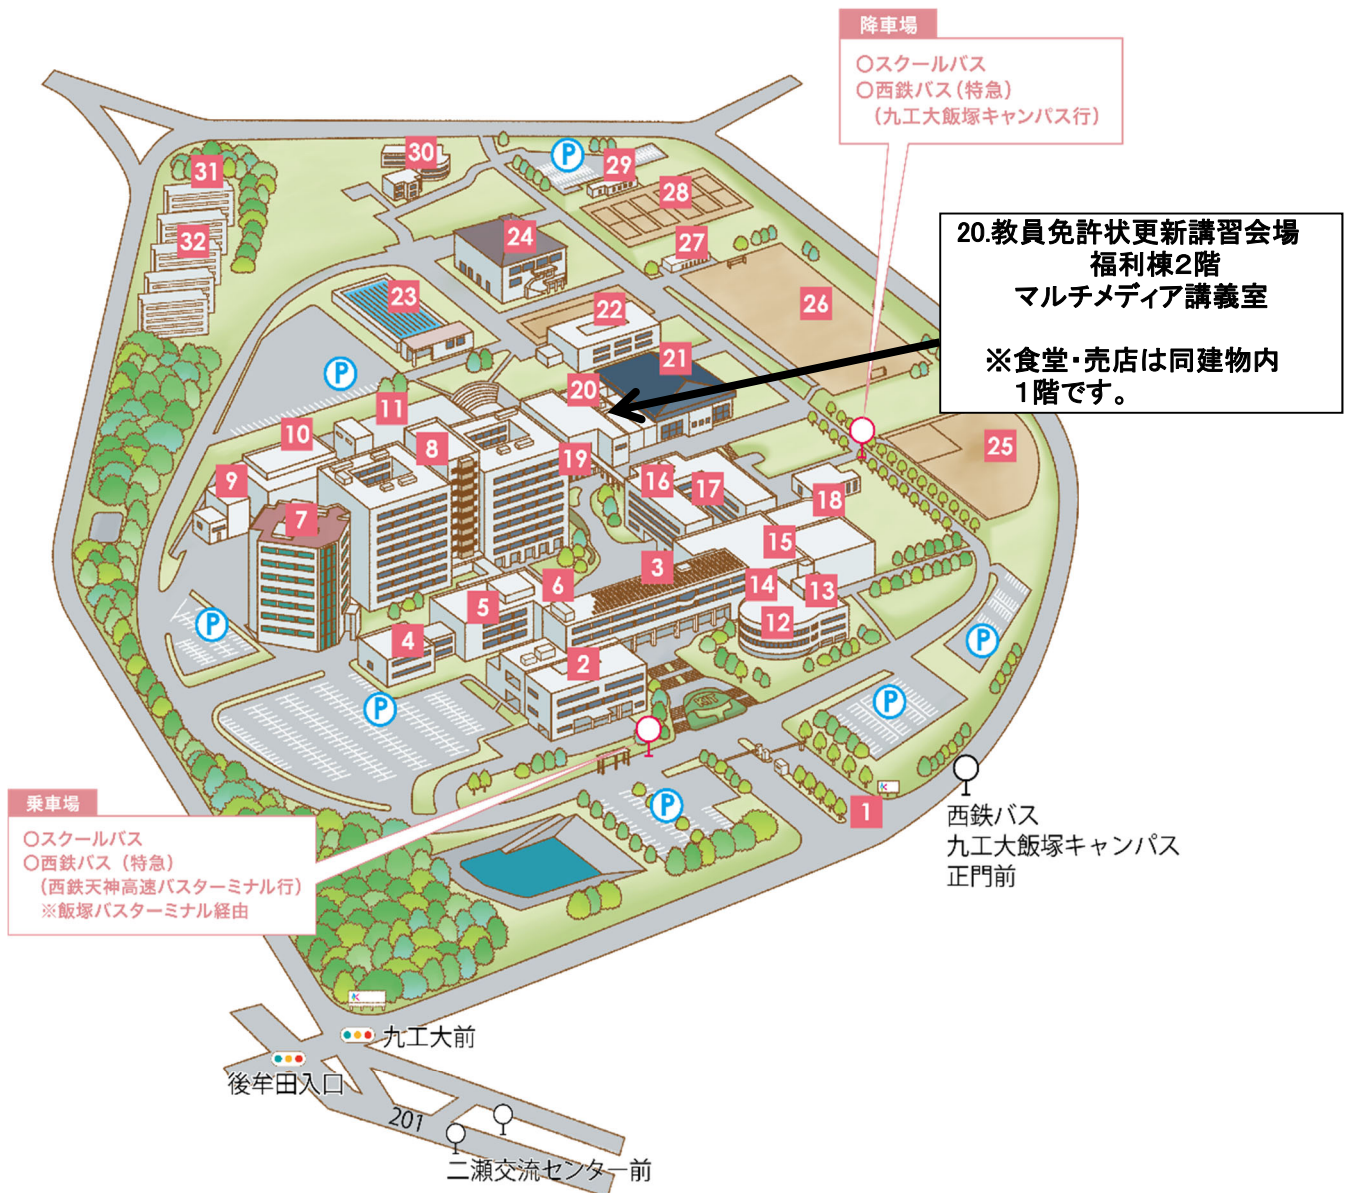 降車場
○スクールバス
○西鉄バス(特急)
(九工大飯塚キャンパス行)
20.教員免許状更新講習会場
福利棟2階
マルチメディア講義室
※食堂・売店は同建物内
1階です。
P
29
30
31
28
24
27
32
23
22
26
21
P
20
11
10
8
25
19
9
16
17
18
7
15
3
14
13
6
5
12
P
4
2
P
P
KIT
P
P
1
西鉄バス
九工大飯塚キャンパス
正門前
乗車場
○スクールバス
○西鉄バス(特急)
(西鉄天神高速バスターミナル行)
※飯塚バスターミナル経由
九工大前
後牟田入口
201
二瀬交流センター前